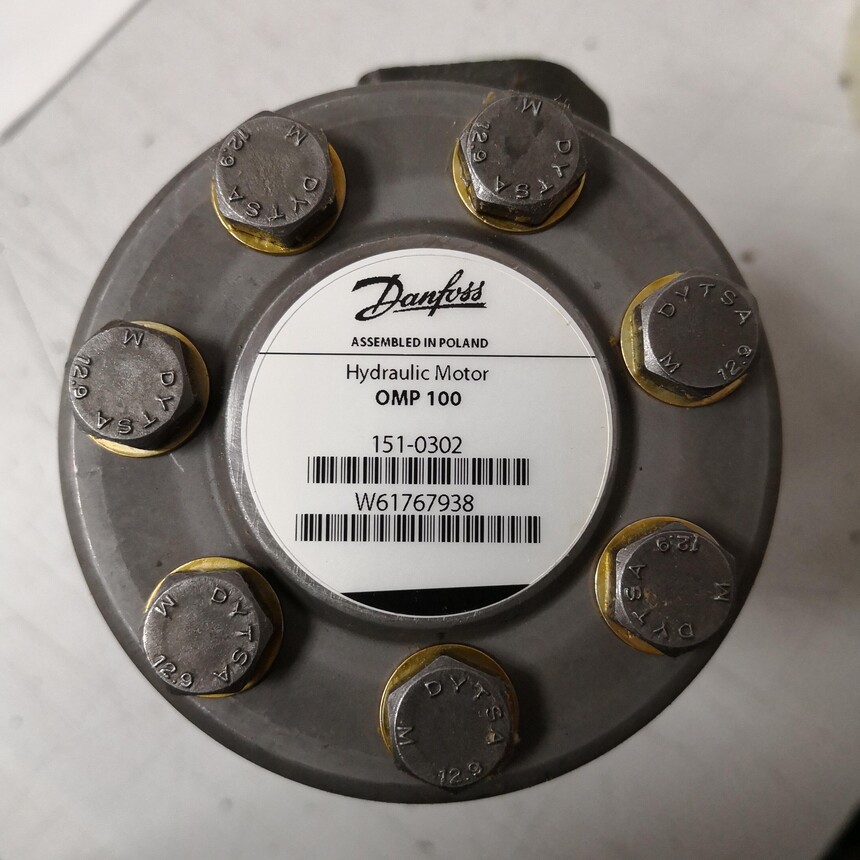 Danfoss
ASSEMBLED IN POLAND
Hydraulic Motor
OMP 100
151-0302
W61767938
M DYTSA 12.9
M DYTSA 12.9
M DYTSA 12.9
DYTSA 12.9 M
M DYTSA 12.9
M DYTSA 12.9
M DYTSA 12.9